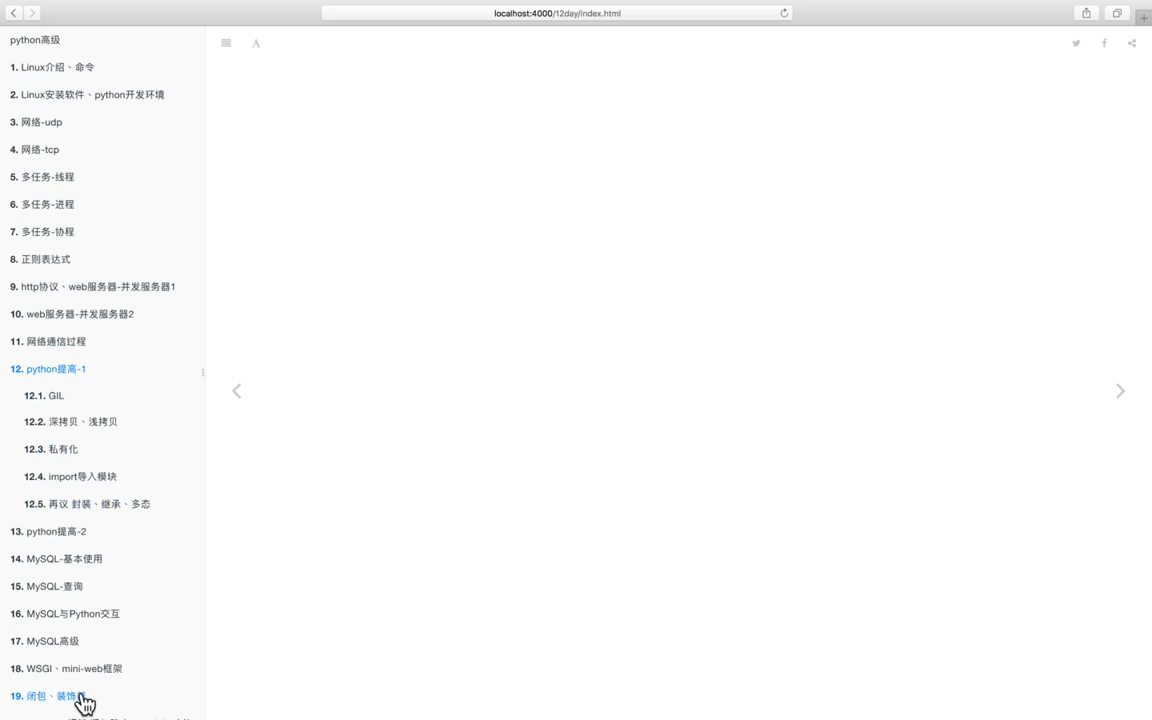 localhost:4000/12day/index.html
python高级
A
1. Linux介绍、命令
2. Linux安装软件、python开发环境
3. 网络-udp
4. 网络-tcp
5. 多任务-线程
6. 多任务-进程
7. 多任务-协程
8. 正则表达式
9. http协议、web服务器-并发服务器1
10. web服务器-并发服务器2
11. 网络通信过程
12. python提高-1
12.1. GIL
12.2. 深拷贝、浅拷贝
12.3. 私有化
12.4. import导入模块
12.5. 再议 封装、继承、多态
13. python提高-2
14. MySQL-基本使用
15. MySQL-查询
16. MySQL与Python交互
17. MySQL高级
18. WSGI、mini-web框架
19. 闭包、装饰